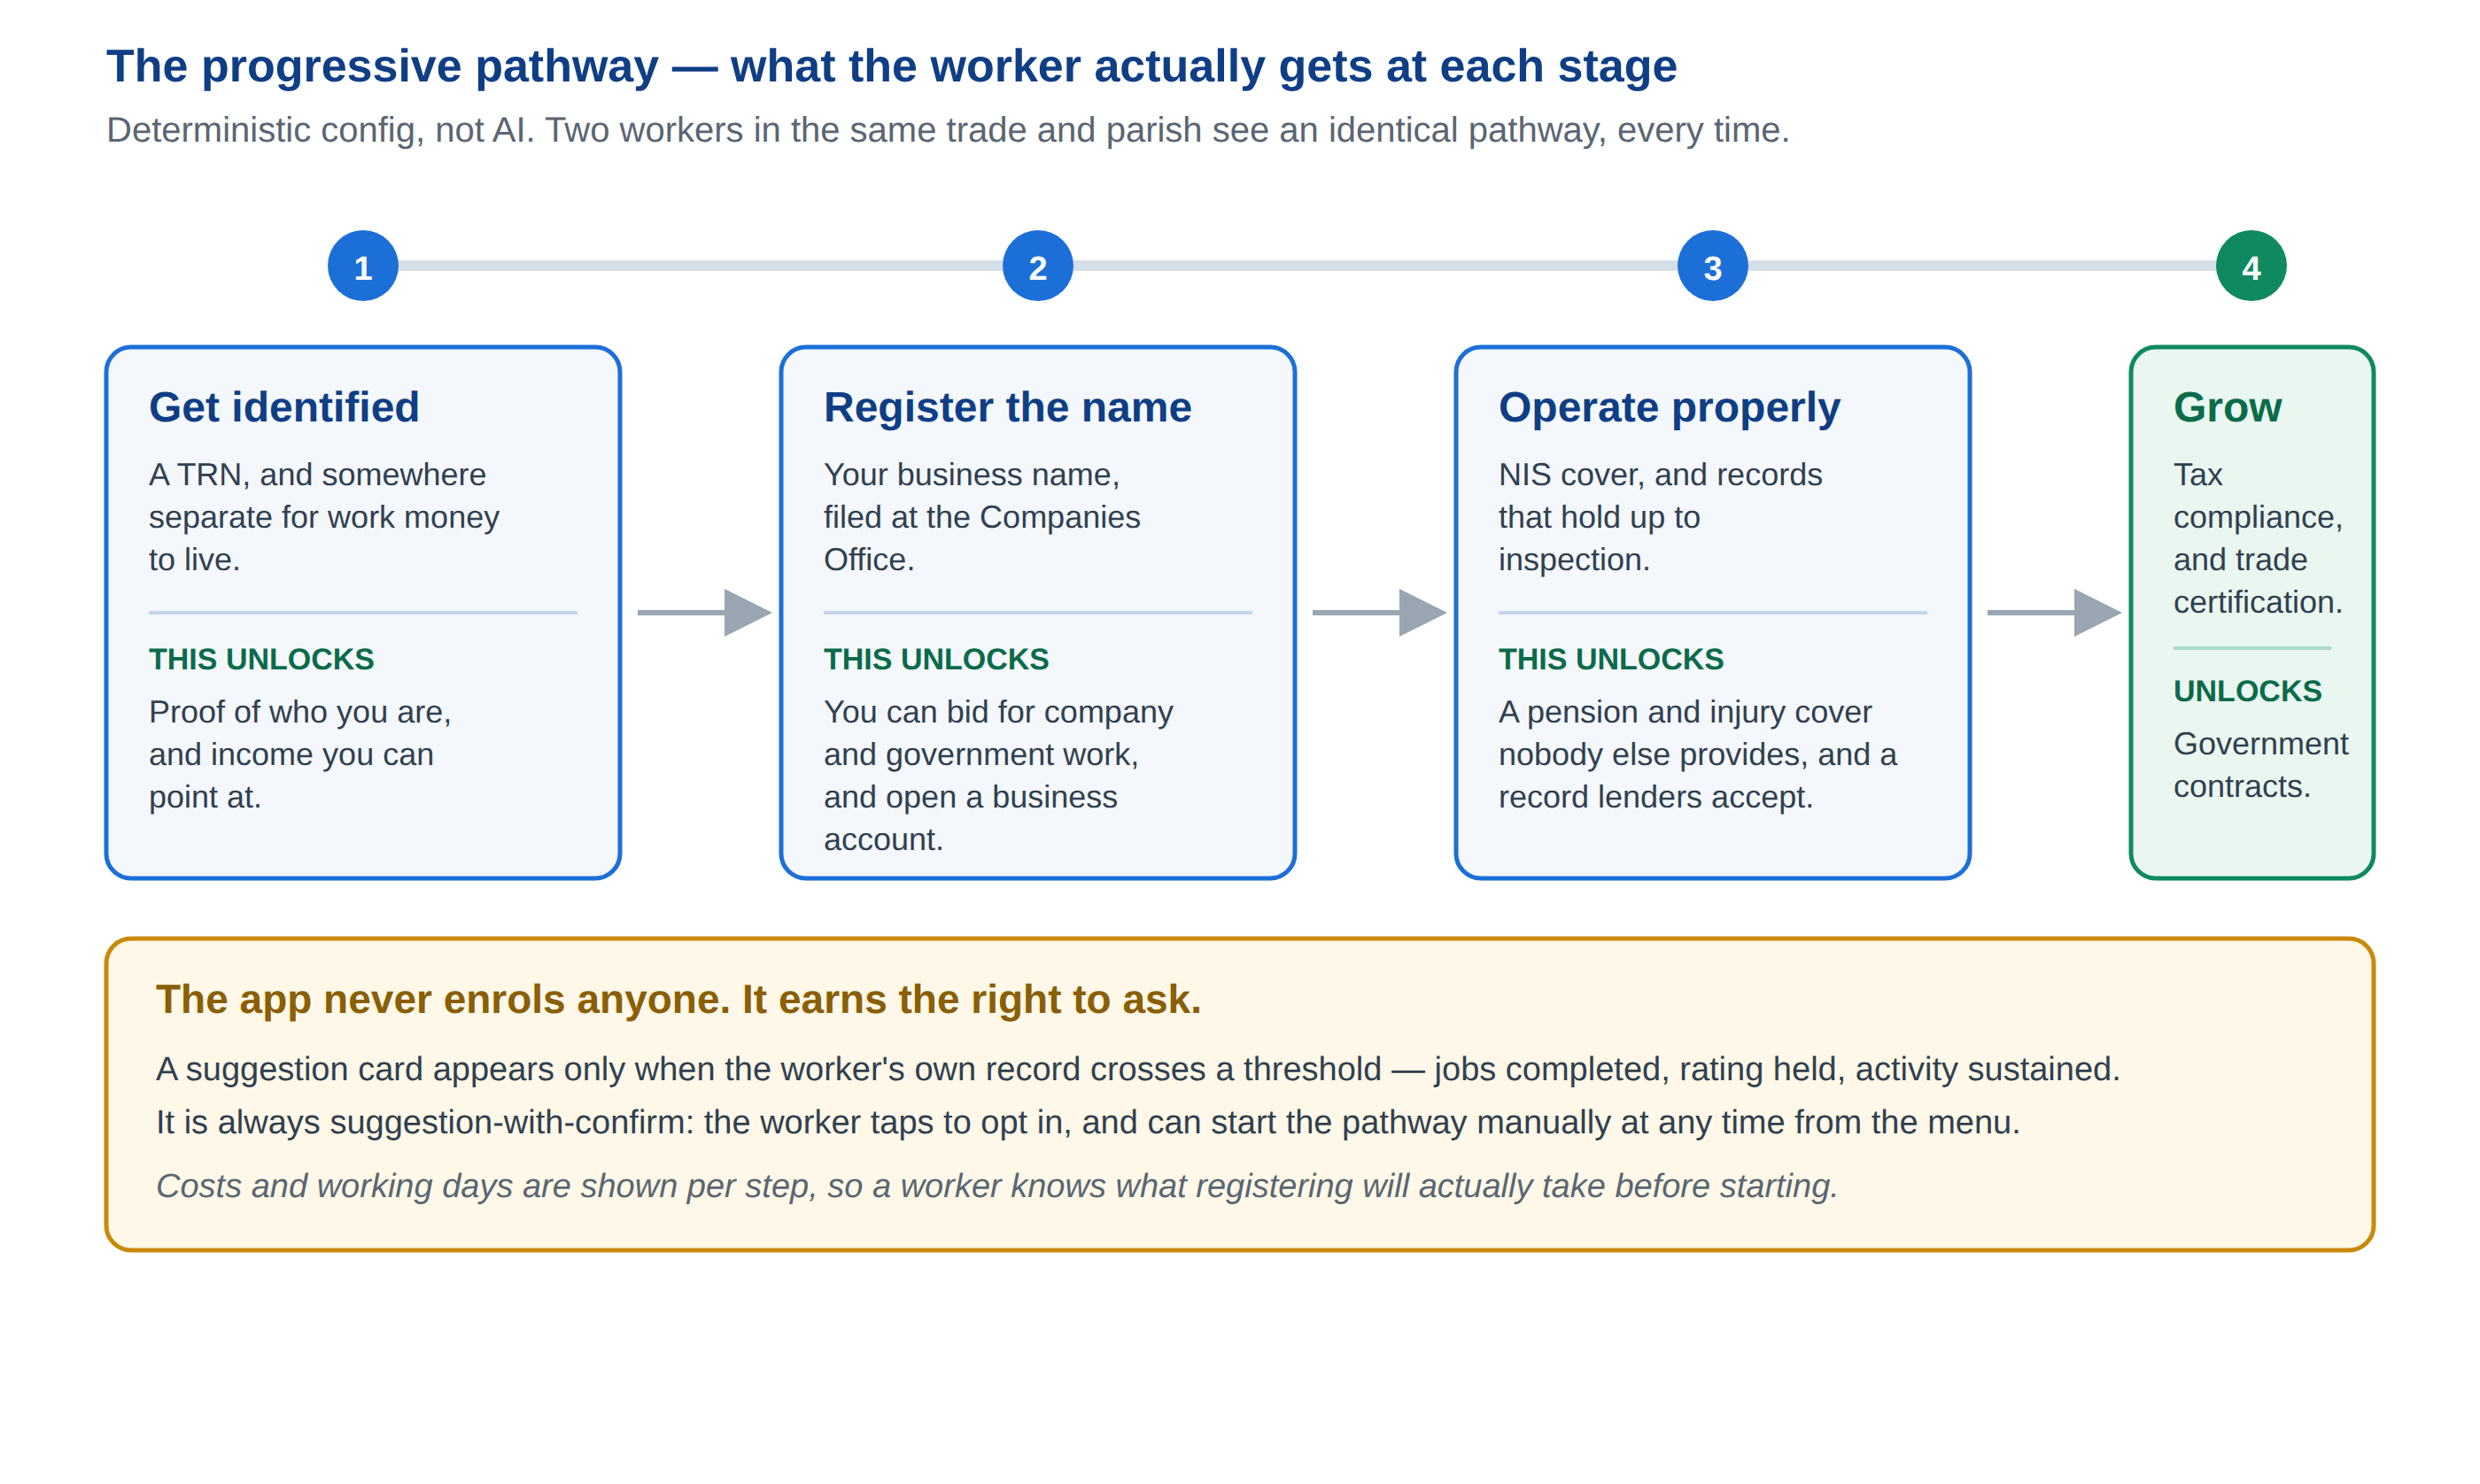 The progressive pathway — what the worker actually gets at each stage
Deterministic config, not AI. Two workers in the same trade and parish see an identical pathway, every time.
1
2
3
4
Get identified
A TRN, and somewhere
separate for work money
to live.
THIS UNLOCKS
Proof of who you are,
and income you can
point at.
Register the name
Your business name,
filed at the Companies
Office.
THIS UNLOCKS
You can bid for company
and government work,
and open a business
account.
Operate properly
NIS cover, and records
that hold up to
inspection.
THIS UNLOCKS
A pension and injury cover
nobody else provides, and a
record lenders accept.
Grow
Tax
compliance,
and trade
certification.
UNLOCKS
Government
contracts.
The app never enrols anyone. It earns the right to ask.
A suggestion card appears only when the worker's own record crosses a threshold — jobs completed, rating held, activity sustained.
It is always suggestion-with-confirm: the worker taps to opt in, and can start the pathway manually at any time from the menu.
Costs and working days are shown per step, so a worker knows what registering will actually take before starting.